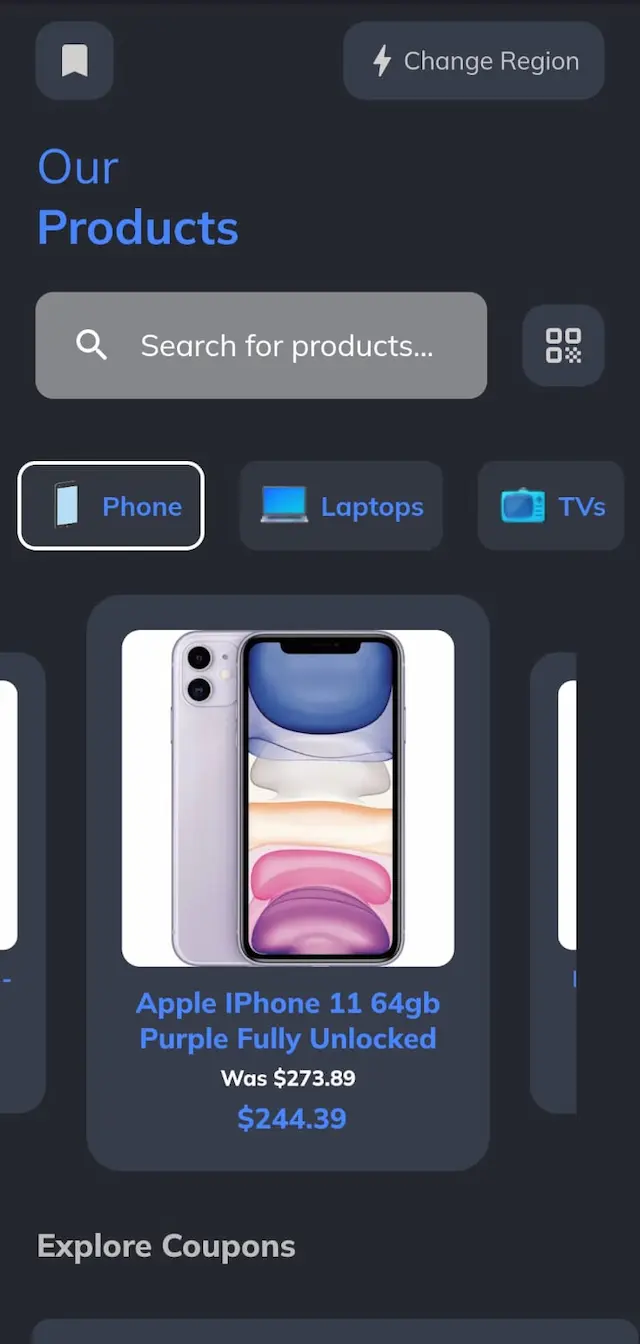 Change Region
Our
Products
Search for products...
Phone
Laptops
TVs
Apple IPhone 11 64gb
Purple Fully Unlocked
Was $273.89
$244.39
Explore Coupons